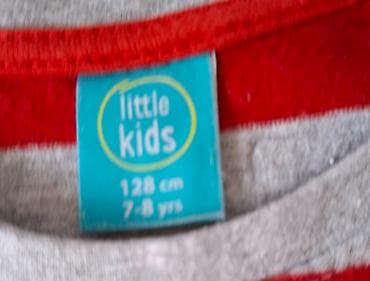 little
kids
128 cm
7-8 yrs